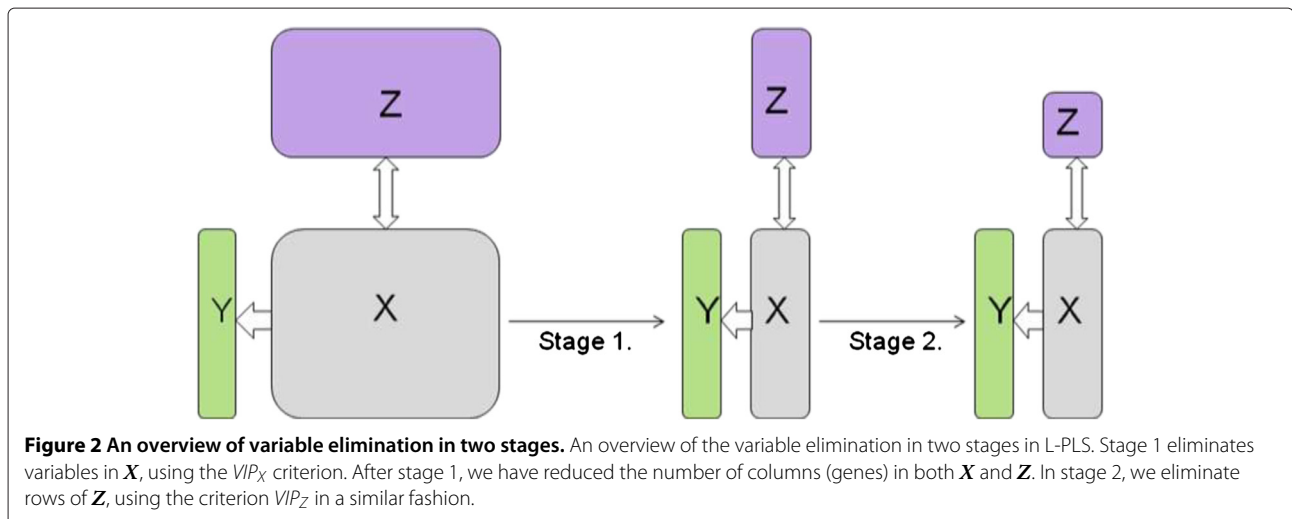 Z
Z
Z
Y
X
Y
X
Y
X
Stage 1.
Stage 2.
Figure 2 An overview of variable elimination in two stages. An overview of the variable elimination in two stages in L-PLS. Stage 1 eliminates
variables in X, using the VIPX criterion. After stage 1, we have reduced the number of columns (genes) in both X and Z. In stage 2, we eliminate
rows of Z, using the criterion VIPZ in a similar fashion.